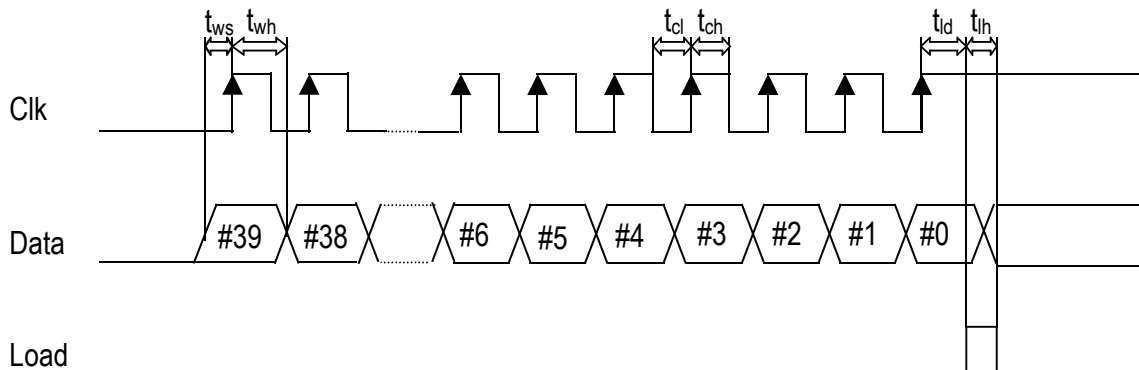 tws twh tcl tch tld tlh
Clk
Data #39 #38 #6 #5 #4 #3 #2 #1 #0
Load